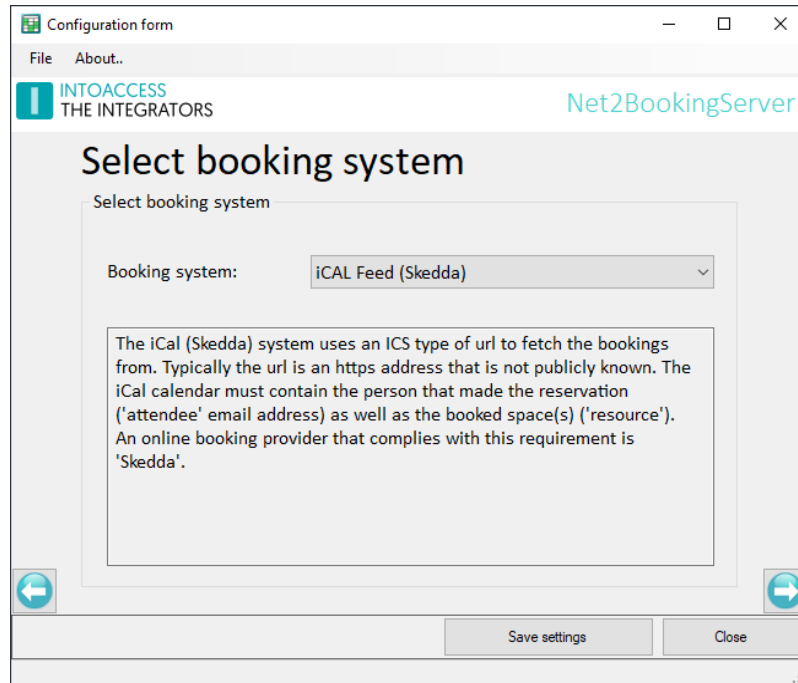 Configuration form
File About..
INTOACCESS
THE INTEGRATORS
Net2BookingServer
Select booking system
Select booking system
Booking system:
iCAL Feed (Skedda)
The iCal (Skedda) system uses an ICS type of url to fetch the bookings
from. Typically the url is an https address that is not publicly known. The
iCal calendar must contain the person that made the reservation
('attendee' email address) as well as the booked space(s) ('resource').
An online booking provider that complies with this requirement is
'Skedda'.
Save settings
Close